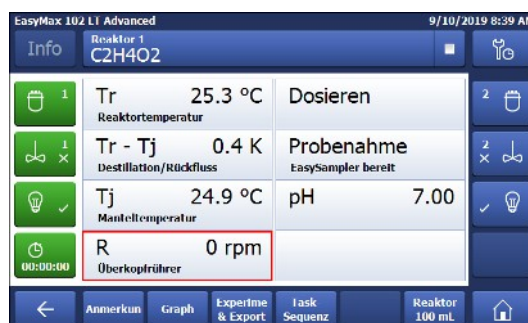 EasyMax 102 LT Advanced 9/10/2019 8:39 AM
Info
Reaktor 1
C2H4O2
1
Tr 25.3 °C
Reaktortemperatur
Dosieren
2
1
Tr - Tj 0.4 K
Destillation/Rückfluss
Probenahme
EasySampler bereit
2
Tj 24.9 °C
Manteltemperatur
pH 7.00
00:00:00
R 0 rpm
Überkopfrührer
Anmerkun
Graph
Experime
& Export
Task
Sequenz
Reaktor
100 mL